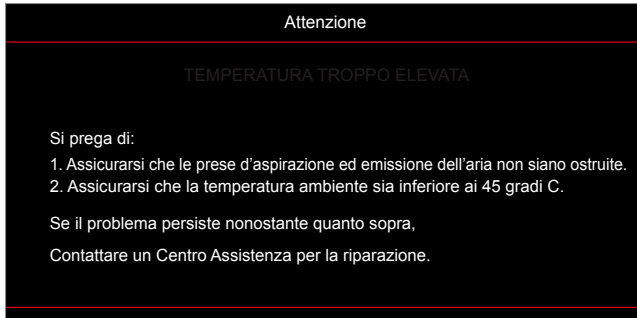 Attenzione
TEMPERATURA TROPPO ELEVATA
Si prega di:
1. Assicurarsi che le prese d'aspirazione ed emissione dell'aria non siano ostruite.
2. Assicurarsi che la temperatura ambiente sia inferiore ai 45 gradi C.
Se il problema persiste nonostante quanto sopra,
Contattare un Centro Assistenza per la riparazione.